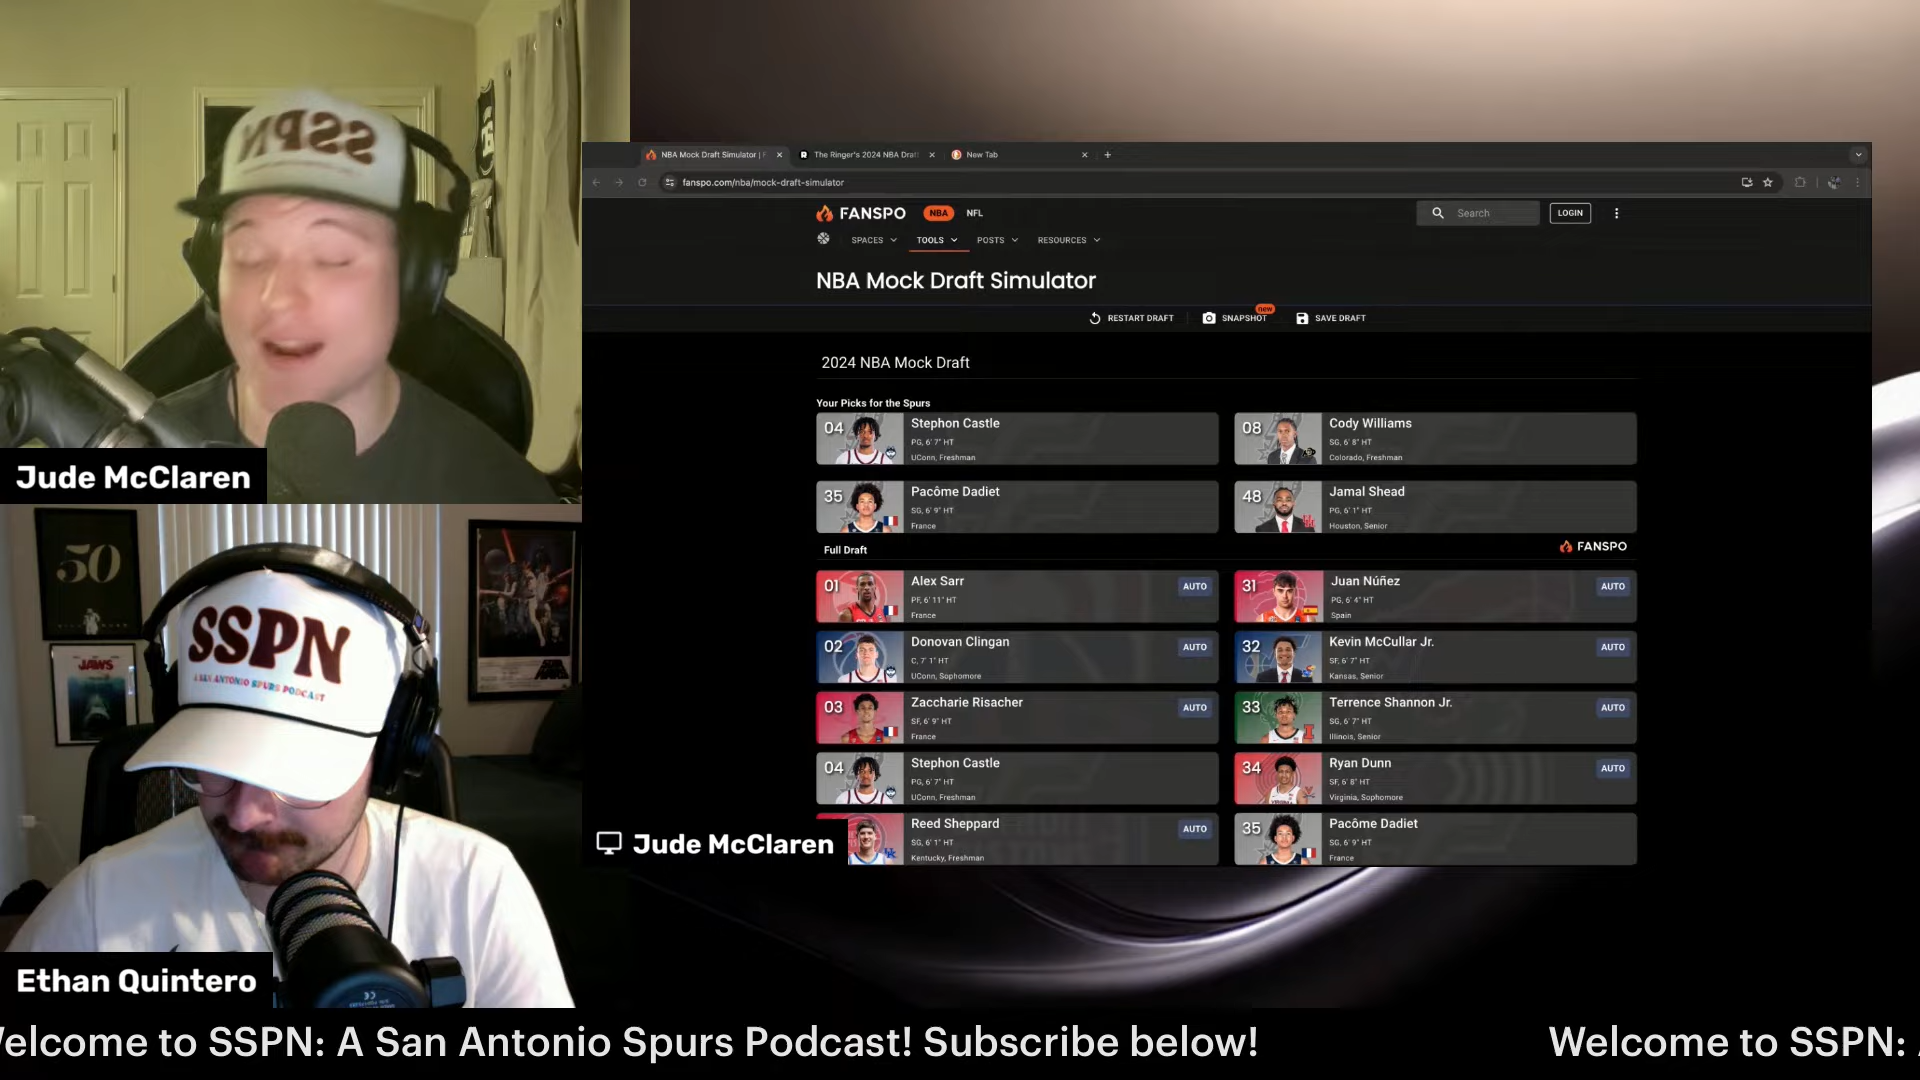 SSPN
Jude McClaren
50
JAWS
SSPN
A SAN ANTONIO SPURS PODCAST
Ethan Quintero
NBA Mock Draft Simulator | F
The Ringer's 2024 NBA Draf
New Tab
fanspo.com/nba/mock-draft-simulator
FANSPO NBA NFL
Search
LOGIN
SPACES TOOLS POSTS RESOURCES
NBA Mock Draft Simulator
RESTART DRAFT SNAPSHOT new SAVE DRAFT
2024 NBA Mock Draft
Your Picks for the Spurs
04 Stephon Castle
PG, 6' 7" HT
UConn, Freshman
08 Cody Williams
SG, 6' 8" HT
Colorado, Freshman
35 Pacôme Dadiet
SG, 6' 9" HT
France
48 Jamal Shead
PG, 6' 1" HT
Houston, Senior
Full Draft
FANSPO
01 Alex Sarr AUTO
PF, 6' 11" HT
France
31 Juan Núñez AUTO
PG, 6' 4" HT
Spain
02 Donovan Clingan AUTO
C, 7' 1" HT
UConn, Sophomore
32 Kevin McCullar Jr. AUTO
SF, 6' 7" HT
Kansas, Senior
03 Zaccharie Risacher AUTO
SF, 6' 9" HT
France
33 Terrence Shannon Jr. AUTO
SG, 6' 7" HT
Illinois, Senior
04 Stephon Castle
PG, 6' 7" HT
UConn, Freshman
34 Ryan Dunn AUTO
SF, 6' 8" HT
Virginia, Sophomore
Reed Sheppard AUTO
SG, 6' 1" HT
Kentucky, Freshman
35 Pacôme Dadiet
SG, 6' 9" HT
France
Jude McClaren
Welcome to SSPN: A San Antonio Spurs Podcast! Subscribe below! Welcome to SSPN: